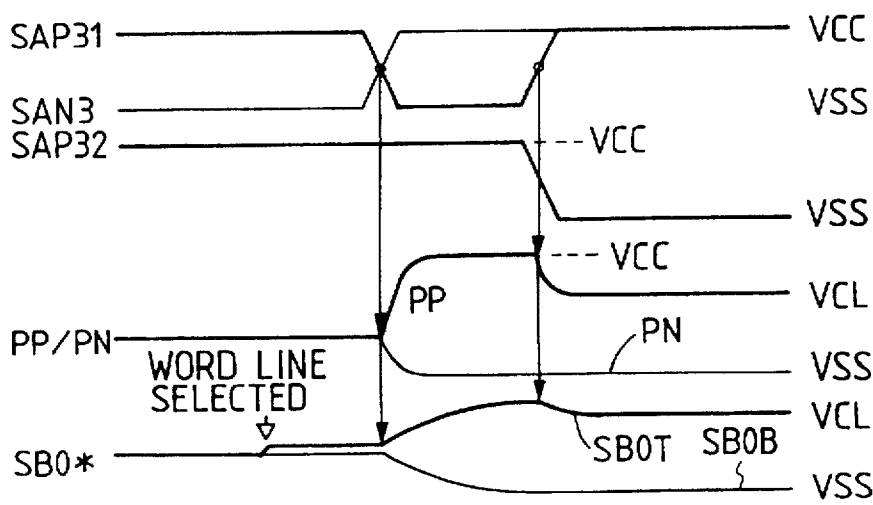 SAP31
VCC
SAN3
VSS
SAP32
VCC
VSS
VCC
PP
VCL
PP/PN
PN
VSS
WORD LINE
SELECTED
VCL
SB0T
SB0B
SB0*
VSS